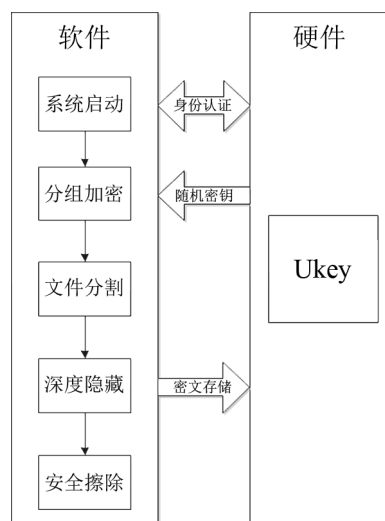 软件
硬件
系统启动
身份认证
分组加密
随机密钥
Ukey
文件分割
深度隐藏
密文存储
安全擦除